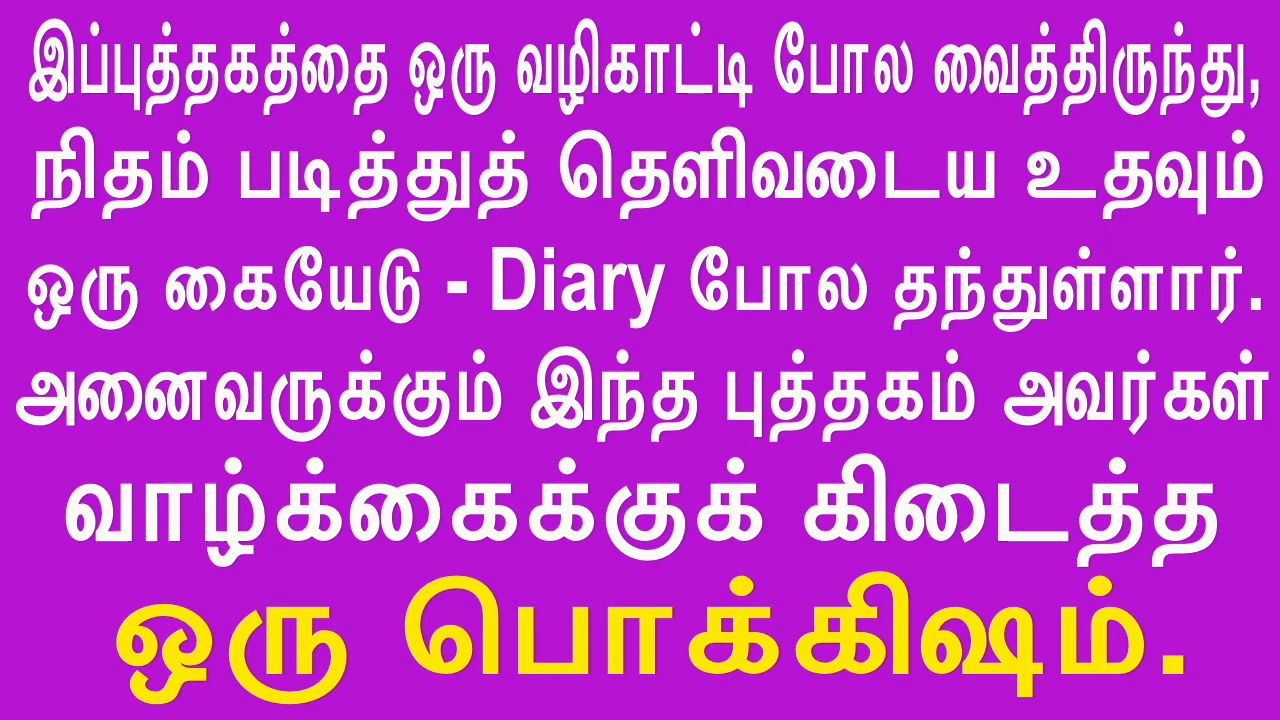 இப்புத்தகத்தை ஒரு வழிகாட்டி போல வைத்திருந்து,
நிதம் படித்துத் தெளிவடைய உதவும்
ஒரு கையேடு - Diary போல தந்துள்ளார்.
அனைவருக்கும் இந்த புத்தகம் அவர்கள்
வாழ்க்கைக்குக் கிடைத்த
ஒரு பொக்கிஷம்.